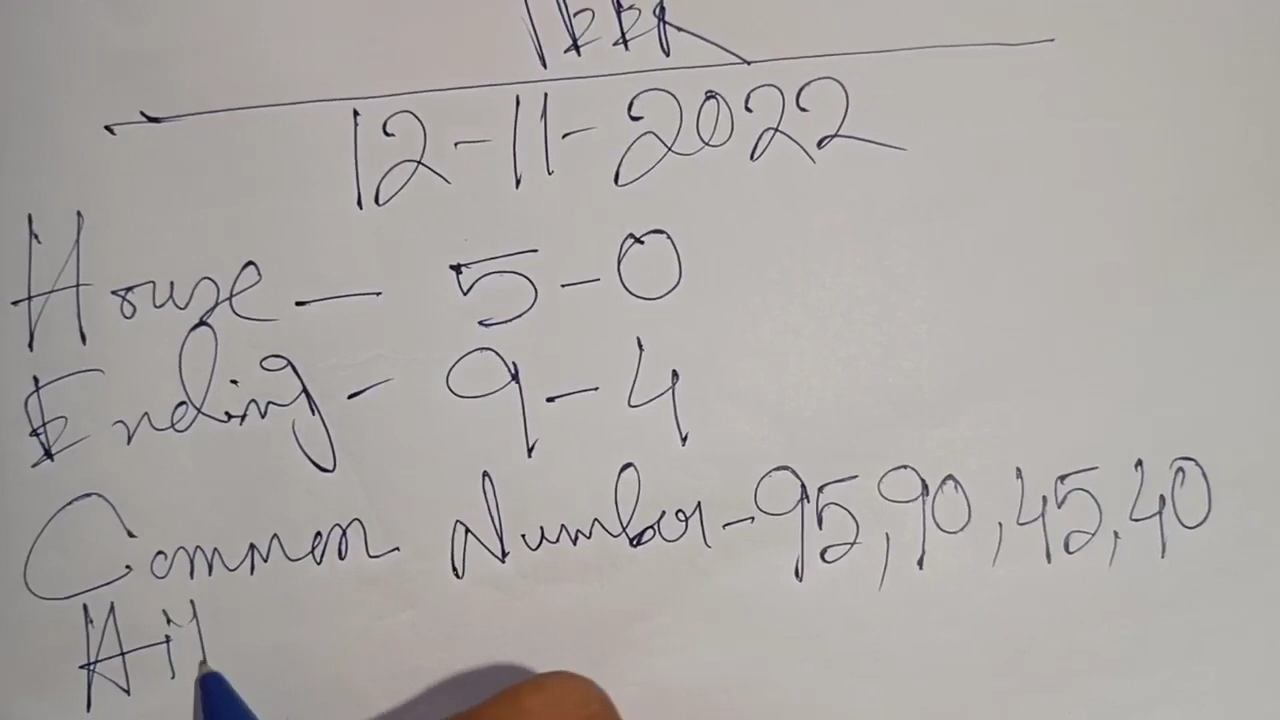 12-11-2022
House - 5-0
Ending - 9-4
Common Number - 95, 90, 45, 40